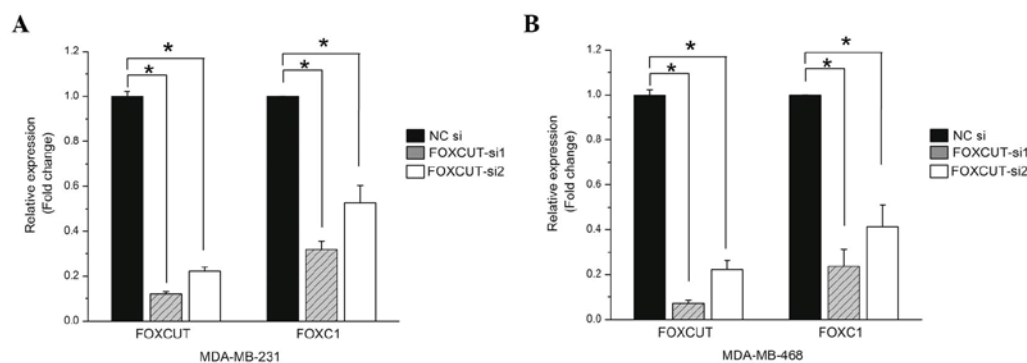 A
Relative expression
(Fold change)
1.2
1.0
0.8
0.6
0.4
0.2
0.0
*
*
*
*
FOXCUT
FOXC1
MDA-MB-231
NC si
FOXCUT-si1
FOXCUT-si2
B
Relative expression
(Fold change)
1.2
1.0
0.8
0.6
0.4
0.2
0.0
*
*
*
*
FOXCUT
FOXC1
MDA-MB-468
NC si
FOXCUT-si1
FOXCUT-si2